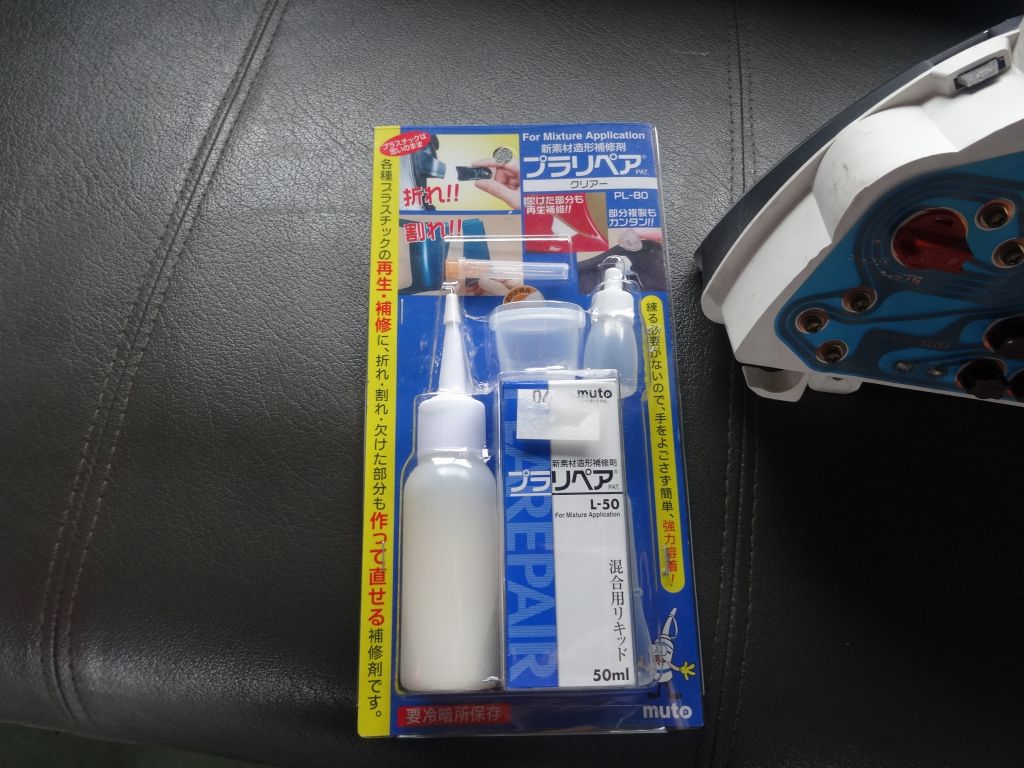 プラスチックは
思いのまま
各種プラスチックの再生・補修に、折れ・割れ・欠けた部分も作って直せる補修剤です。
For Mixture Application
新素材造形補修剤
プラリペア®
PAT.
クリアー
PL-80
折れ!!
割れ!!
欠けた部分も
再生補修!!
部分複製も
カンタン!!
練る必要がないので、手をよごさず簡単、強力溶着!
muto
新素材造形補修剤
プラリペア®
PAT.
L-50
For Mixture Application
PLAREPAIR
混合用リキッド
50ml
要冷暗所保存
muto